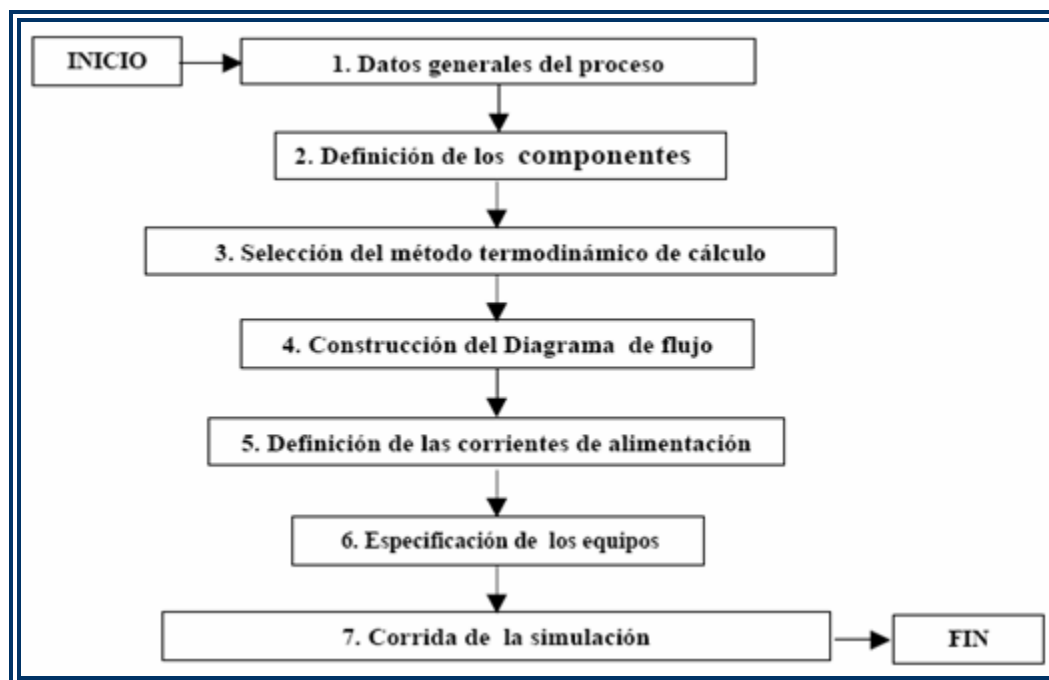 INICIO
1. Datos generales del proceso
2. Definición de los componentes
3. Selección del método termodinámico de cálculo
4. Construcción del Diagrama de flujo
5. Definición de las corrientes de alimentación
6. Especificación de los equipos
7. Corrida de la simulación
FIN